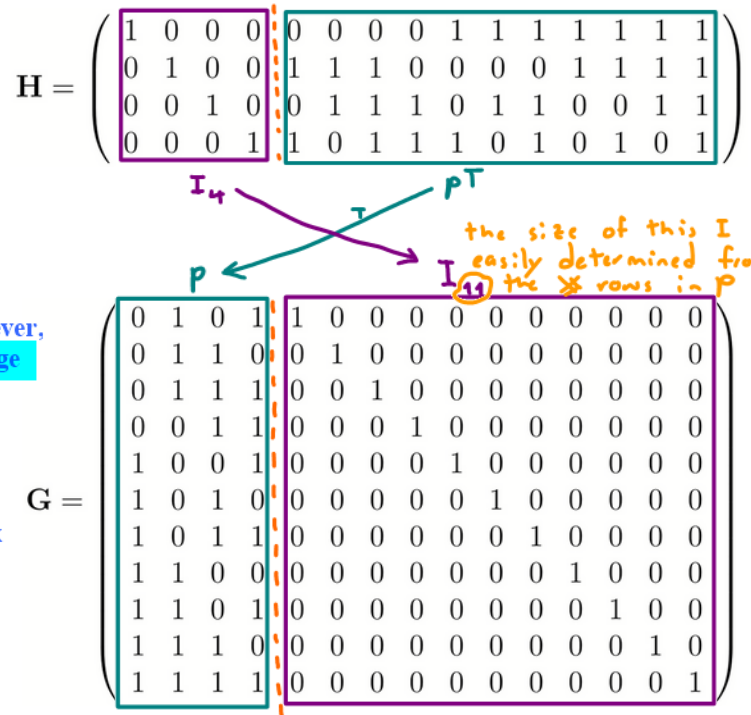 1 0 0 0 0 0 0 0 1 1 1 1 1 1 1
0 1 0 0 1 1 1 0 0 0 0 1 1 1 1
H =
0 0 1 0 0 1 1 1 0 1 1 0 0 1 1
0 0 0 1 1 0 1 1 1 0 1 0 1 0 1
I4 pT
T
the size of this I
easily determined fro
p I11 the # rows in p
0 1 0 1 1 0 0 0 0 0 0 0 0 0 0
ver,
0 1 1 0 0 1 0 0 0 0 0 0 0 0 0
ge
0 1 1 1 0 0 1 0 0 0 0 0 0 0 0
0 0 1 1 0 0 0 1 0 0 0 0 0 0 0
1 0 0 1 0 0 0 0 1 0 0 0 0 0 0
G =
1 0 1 0 0 0 0 0 0 1 0 0 0 0 0
1 0 1 1 0 0 0 0 0 0 1 0 0 0 0
1 1 0 0 0 0 0 0 0 0 0 1 0 0 0
1 1 0 1 0 0 0 0 0 0 0 0 1 0 0
1 1 1 0 0 0 0 0 0 0 0 0 0 1 0
1 1 1 1 0 0 0 0 0 0 0 0 0 0 1